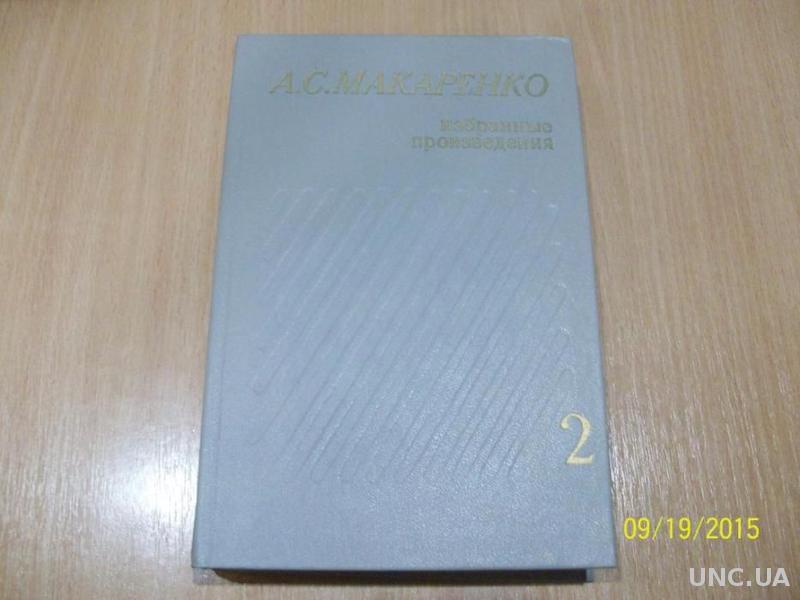 А.С.МАКАРЕНКО
избранные
произведения
2
09/19/2015
UNC.UA